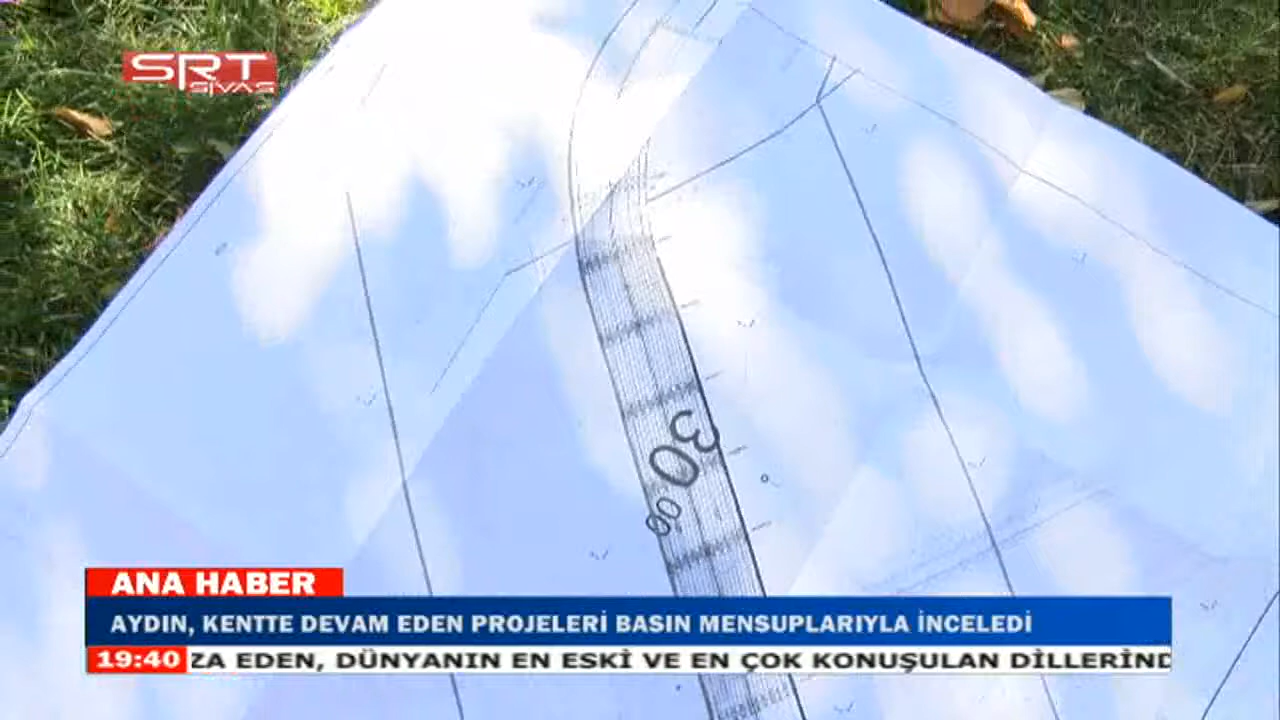 SRT
SİVAS
30
00
ANA HABER
AYDIN, KENTTE DEVAM EDEN PROJELERİ BASIN MENSUPLARIYLA İNCELEDİ
19:40 ZA EDEN, DÜNYANIN EN ESKİ VE EN ÇOK KONUŞULAN DİLLERİND